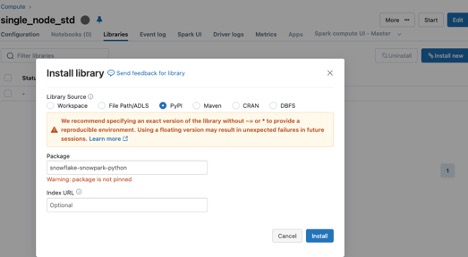 Compute ›
single_node_std
More
Start
Edit
Configuration Notebooks (0) Libraries Event log Spark UI Driver logs Metrics Apps Spark compute UI - Master
Filter libraries
Uninstall
Install new
Statu
-
Install library
Send feedback for library
Library Source
Workspace File Path/ADLS PyPI Maven CRAN DBFS
We recommend specifying an exact version of the library without ~= or * to provide a
reproducible environment. Using a floating version may result in unexpected failures in future
sessions. Learn more
Package
snowflake-snowpark-python
Warning: package is not pinned
Index URL
Optional
1
Cancel
Install